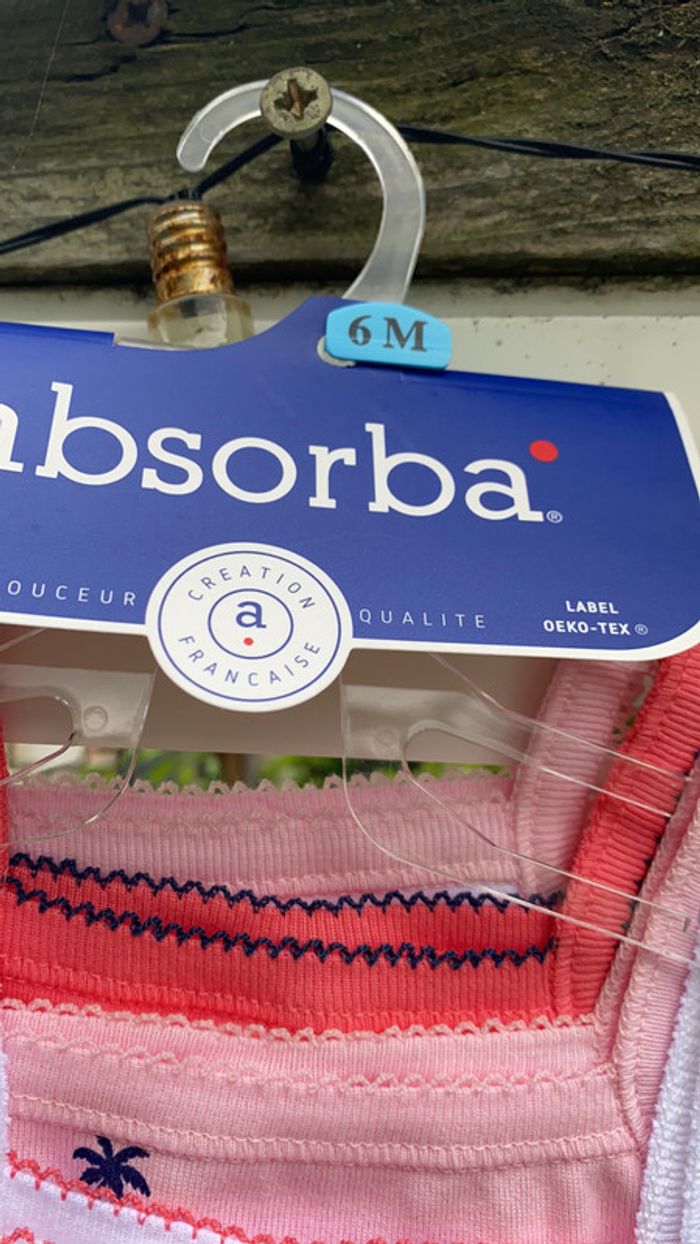 6 M
absorba®
OUCEUR
CREATION
a
FRANCAISE
QUALITE
LABEL
OEKO-TEX®